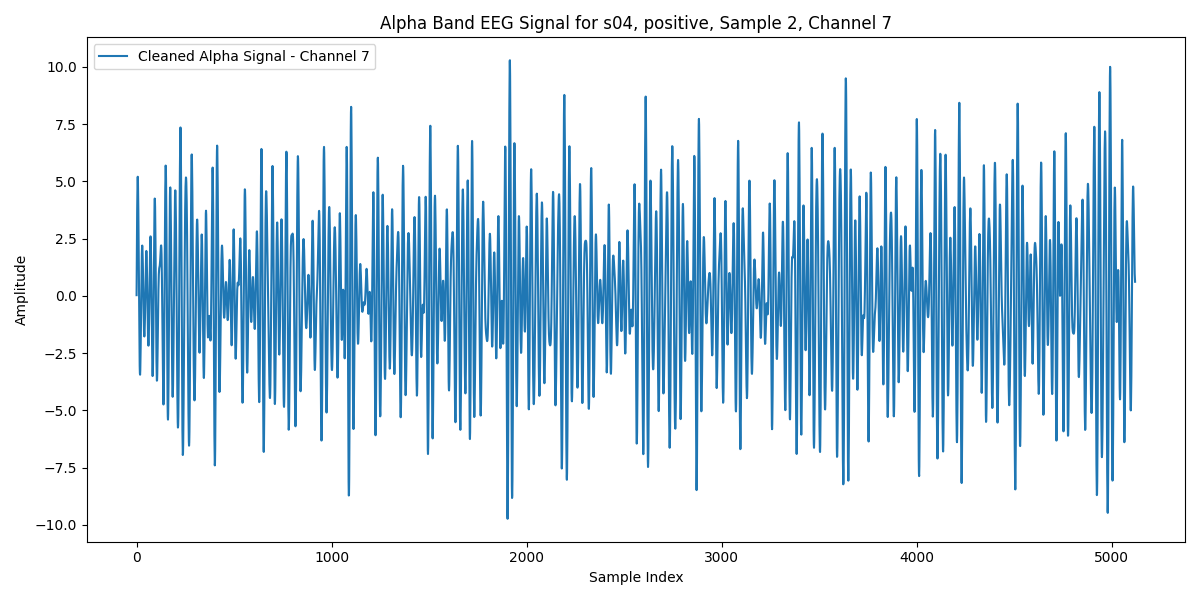 Alpha Band EEG Signal for s04, positive, Sample 2, Channel 7
Cleaned Alpha Signal - Channel 7
Amplitude
10.0
7.5
5.0
2.5
0.0
−2.5
−5.0
−7.5
−10.0
0 1000 2000 3000 4000 5000
Sample Index